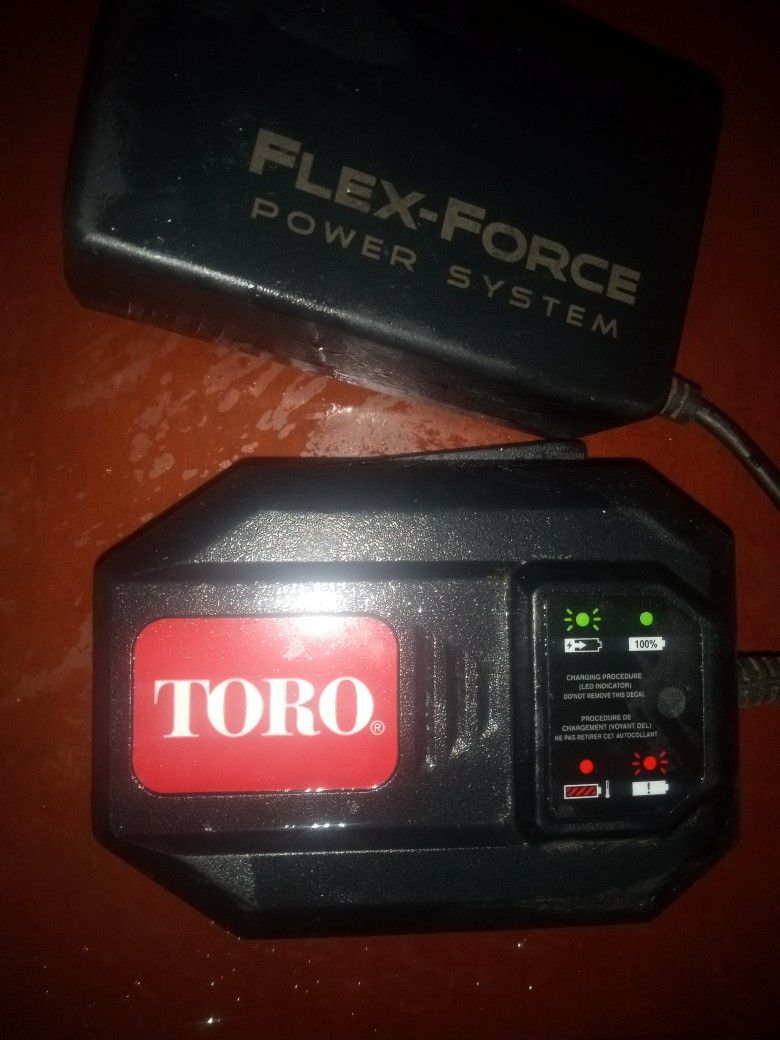 FLEX-FORCE
POWER SYSTEM
100%
CHARGING PROCEDURE
(LED INDICATOR)
DO NOT REMOVE THIS DECAL
TORO®
PROCEDURE DE
CHARGEMENT (VOYANT DEL)
NE PAS RETIRER CET AUTOCOLLANT
!